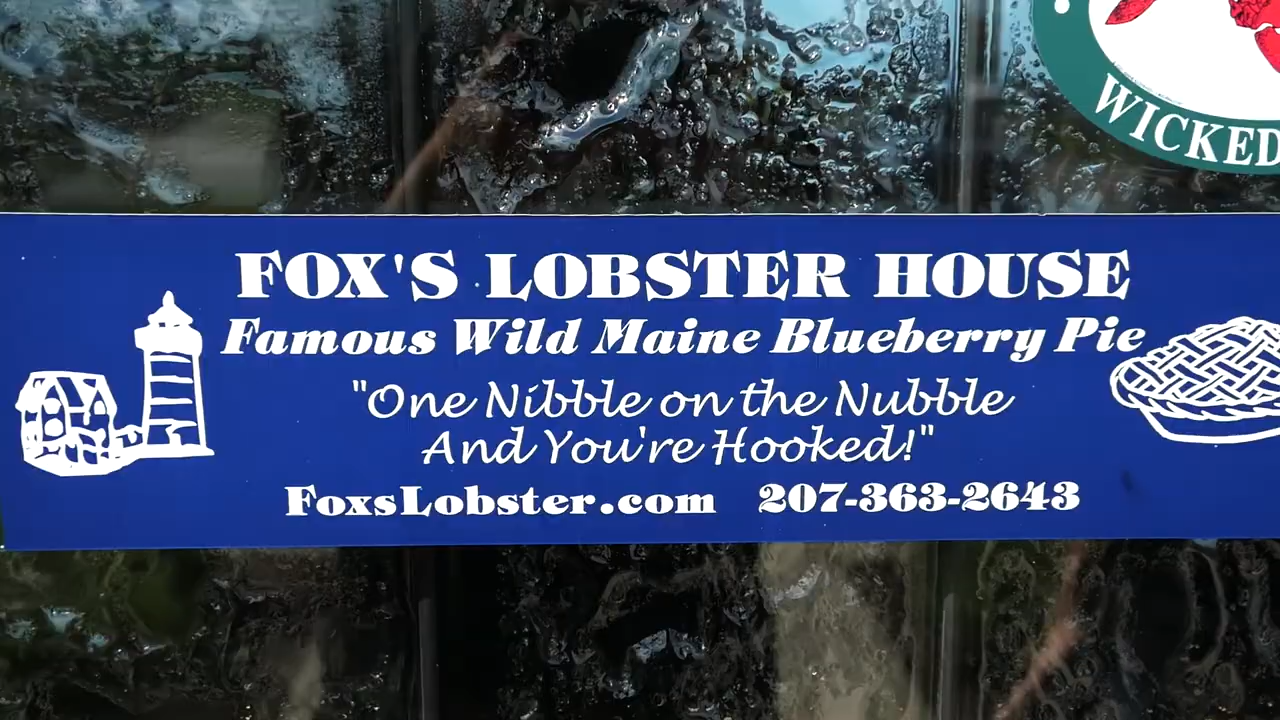 WICKED
FOX'S LOBSTER HOUSE
Famous Wild Maine Blueberry Pie
"One Nibble on the Nubble
And You're Hooked!"
FoxsLobster.com 207-363-2643